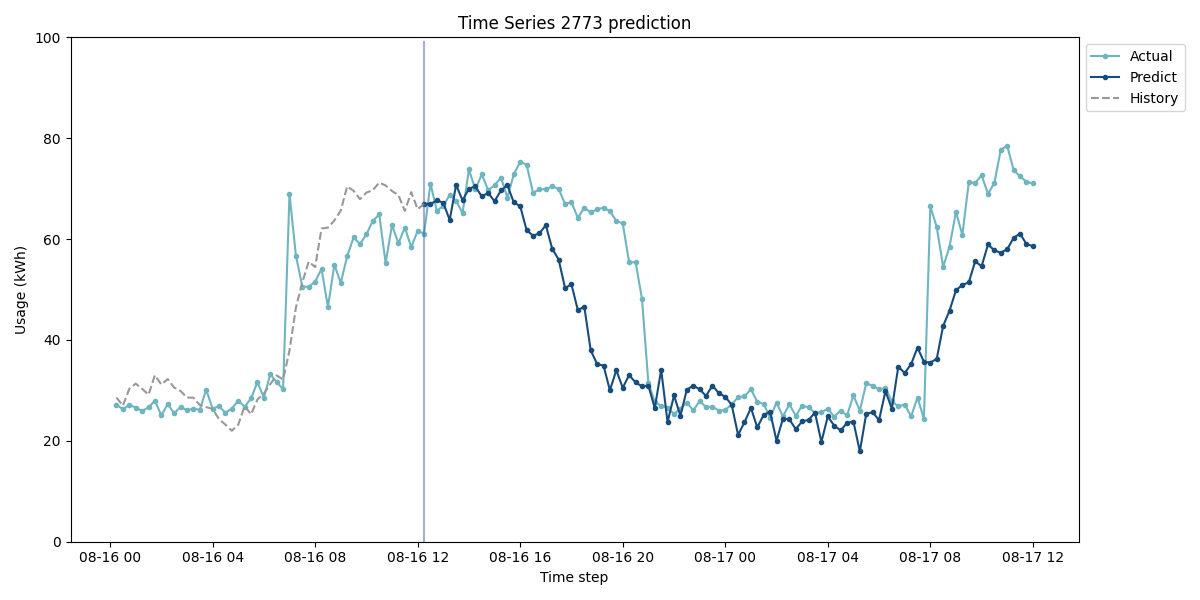 Time Series 2773 prediction
Usage (kWh)
100
80
60
40
20
0
08-16 00
08-16 04
08-16 08
08-16 12
08-16 16
08-16 20
08-17 00
08-17 04
08-17 08
08-17 12
Time step
Actual
Predict
History